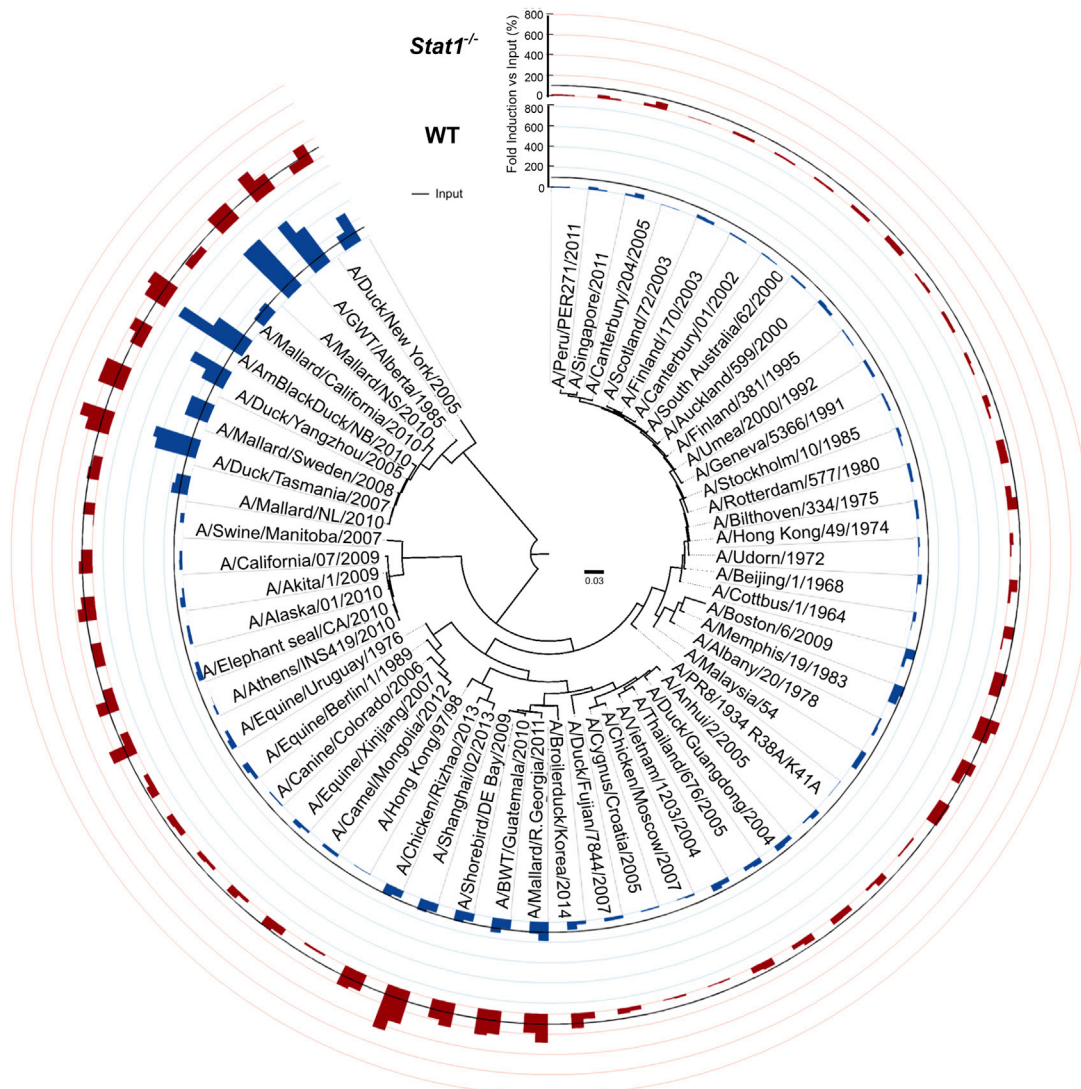 Stat1-/-
WT
Input
Fold Induction vs Input (%)
800
600
400
200
0
800
600
400
200
0
A/Peru/PER271/2011
A/Singapore/2011
A/Canterbury/204/2005
A/Scotland/72/2003
A/Finland/170/2003
A/Canterbury/01/2002
A/South Australia/62/2000
A/Auckland/599/2000
A/Finland/381/1995
A/Umea/2000/1992
A/Geneva/5366/1991
A/Stockholm/10/1985
A/Rotterdam/577/1980
A/Bilthoven/334/1975
A/Hong Kong/49/1974
A/Udorn/1972
A/Beijing/1/1968
A/Cottbus/1/1964
A/Boston/6/2009
A/Memphis/19/1983
A/Albany/20/1978
A/Malaysia/54
A/PR8/1934 R38A/K41A
A/Anhui/2/2005
A/Duck/Guangdong/2004
A/Thailand/676/2005
A/Vietnam/1203/2004
A/Chicken/Moscow/2007
A/Cygnus/Croatia/2005
A/Duck/Fujian/7844/2007
A/Broilerduck/Korea/2014
A/Mallard/R.Georgia/2011
A/BWT/Guatemala/2010
A/Shorebird/DE Bay/2009
A/Shanghai/02/2013
A/Chicken/Rizhao/2013
A/Hong Kong/97/98
A/Camel/Mongolia/2012
A/Equine/Xinjiang/2007
A/Canine/Colorado/2006
A/Equine/Berlin/1/1989
A/Equine/Uruguay/1976
A/Athens/INS419/2010
A/Elephant seal/CA/2010
A/Alaska/01/2010
A/Akita/1/2009
A/California/07/2009
A/Swine/Manitoba/2007
A/Mallard/NL/2010
A/Duck/Tasmania/2007
A/Mallard/Sweden/2008
A/Duck/Yangzhou/2005
A/AmBlackDuck/NB/2010
A/Mallard/California/2010
A/Mallard/NS/2010
A/GWT/Alberta/1985
A/Duck/New York/2005
0.03